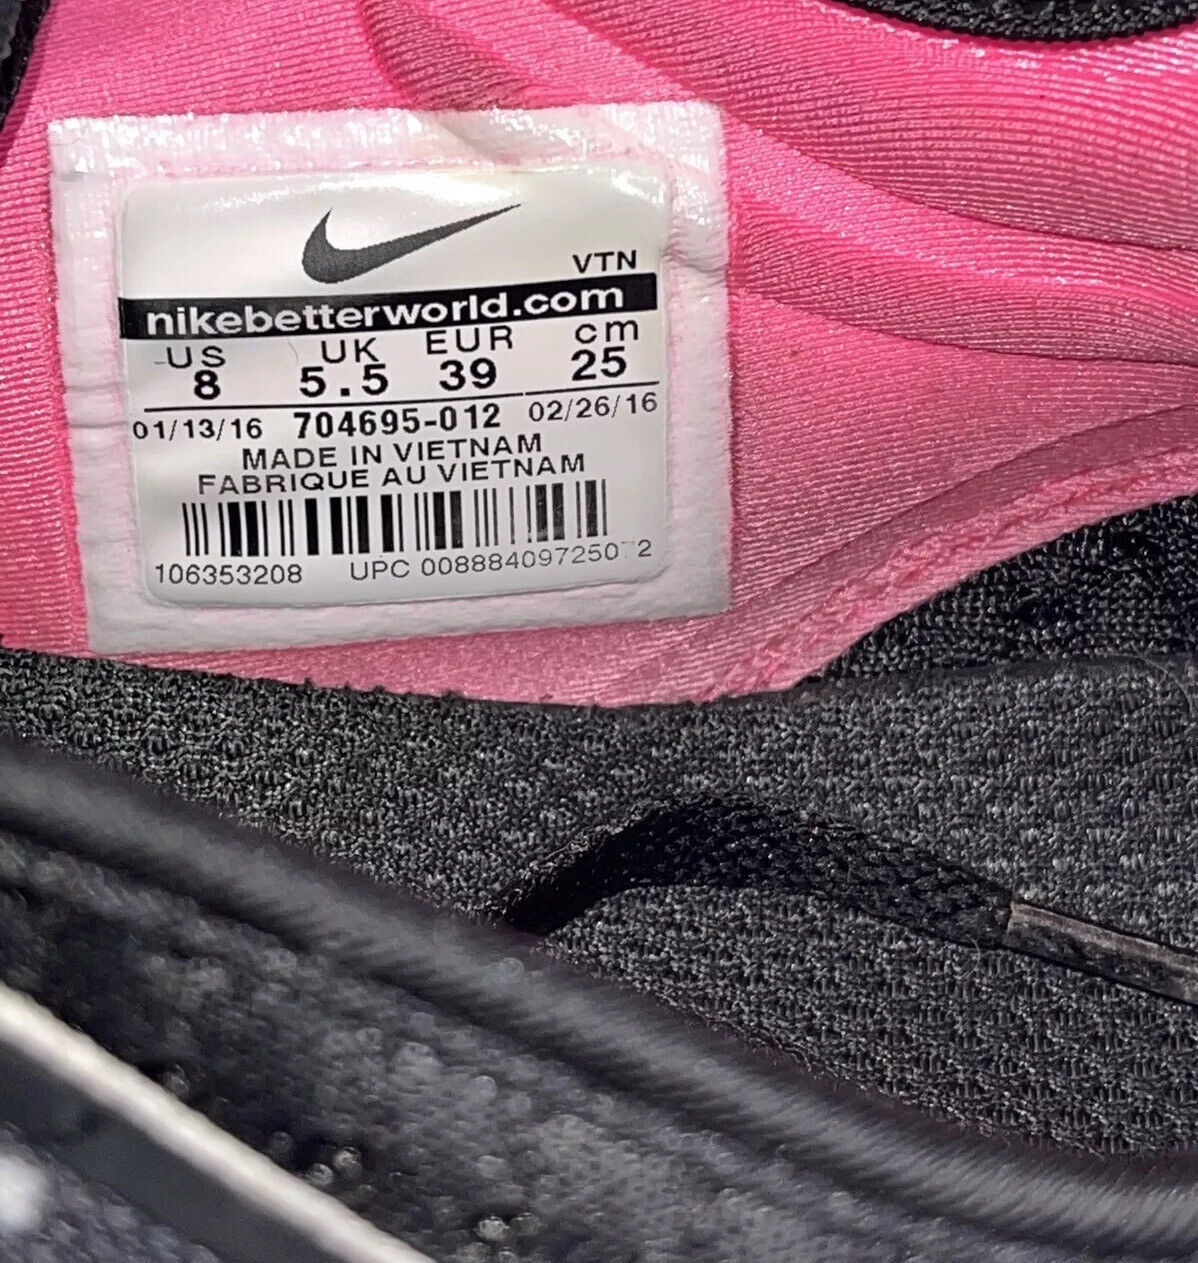 VTN
nikebetterworld.com
US UK EUR cm
8 5.5 39 25
01/13/16 704695-012 02/26/16
MADE IN VIETNAM
FABRIQUE AU VIETNAM
106353208 UPC